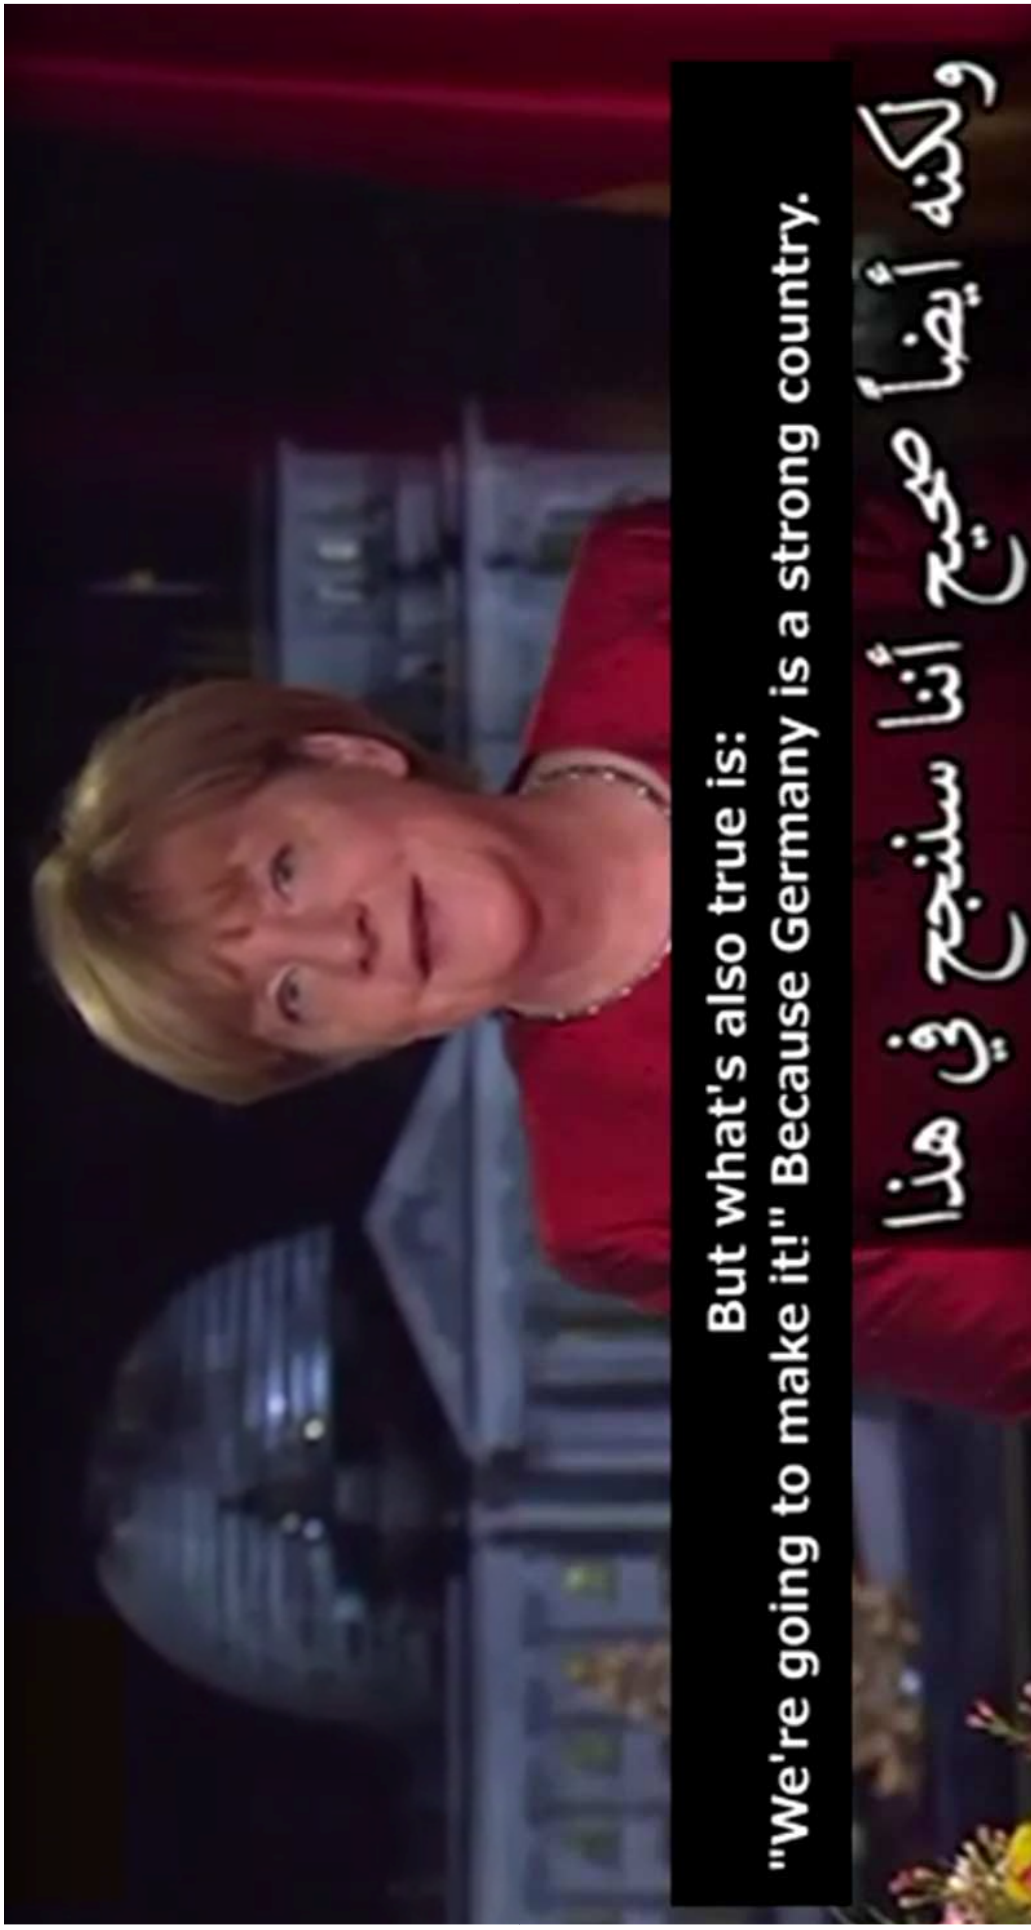 But what's also true is:
"We're going to make it!" Because Germany is a strong country.
ولكنه أيضاً صحيح أننا سننجح في هذا